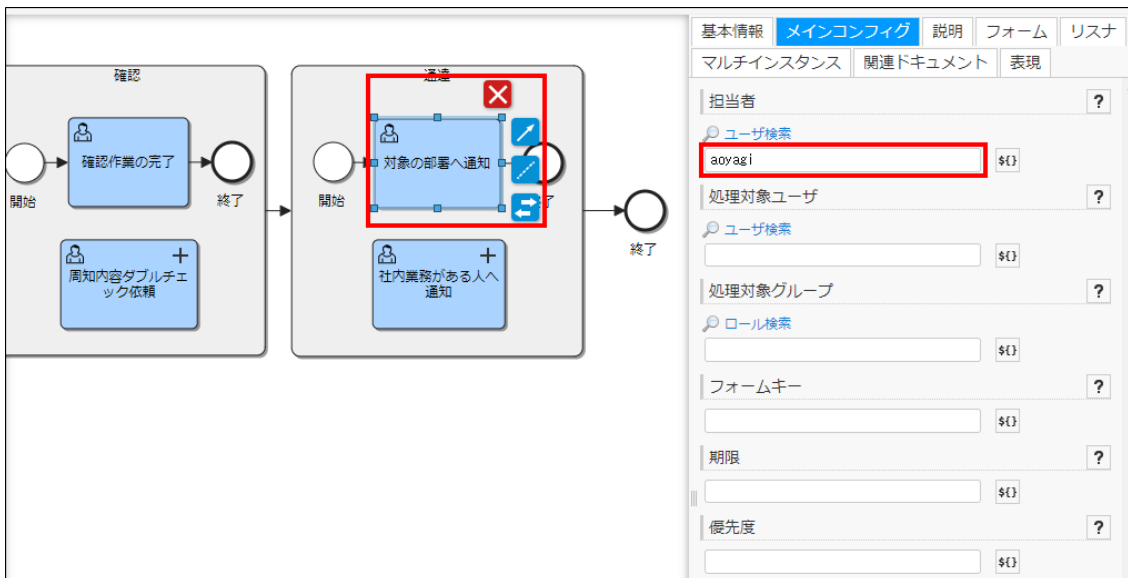 確認
確認作業の完了
開始
終了
周知内容ダブルチェ
ック依頼
通達
対象の部署へ通知
開始
社内業務がある人へ
通知
終了
基本情報
メインコンフィグ
説明
フォーム
リスナ
マルチインスタンス
関連ドキュメント
表現
担当者
?
ユーザ検索
aoyagi
${}
処理対象ユーザ
?
ユーザ検索
${}
処理対象グループ
?
ロール検索
${}
フォームキー
?
${}
期限
?
${}
優先度
?
${}